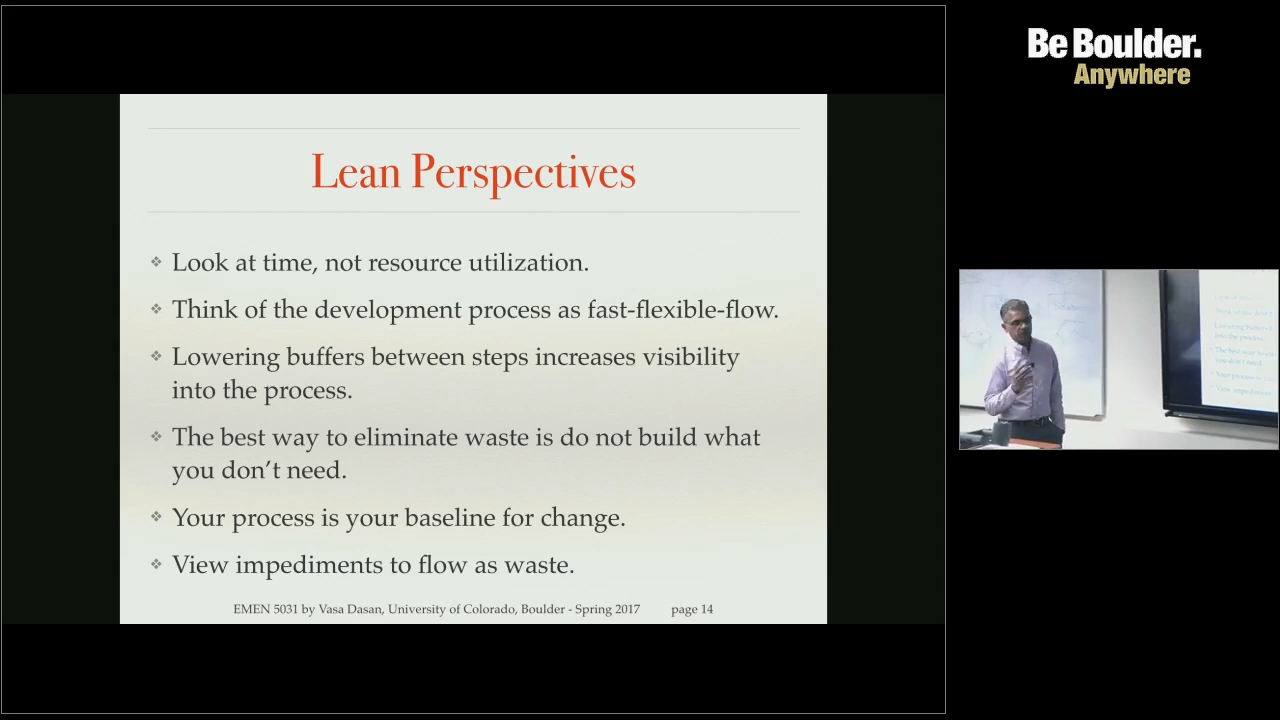 Be Boulder.
Anywhere
Lean Perspectives
❖ Look at time, not resource utilization.
❖ Think of the development process as fast-flexible-flow.
❖ Lowering buffers between steps increases visibility
into the process.
❖ The best way to eliminate waste is do not build what
you don't need.
❖ Your process is your baseline for change.
❖ View impediments to flow as waste.
EMEN 5031 by Vasa Dasan, University of Colorado, Boulder - Spring 2017 page 14